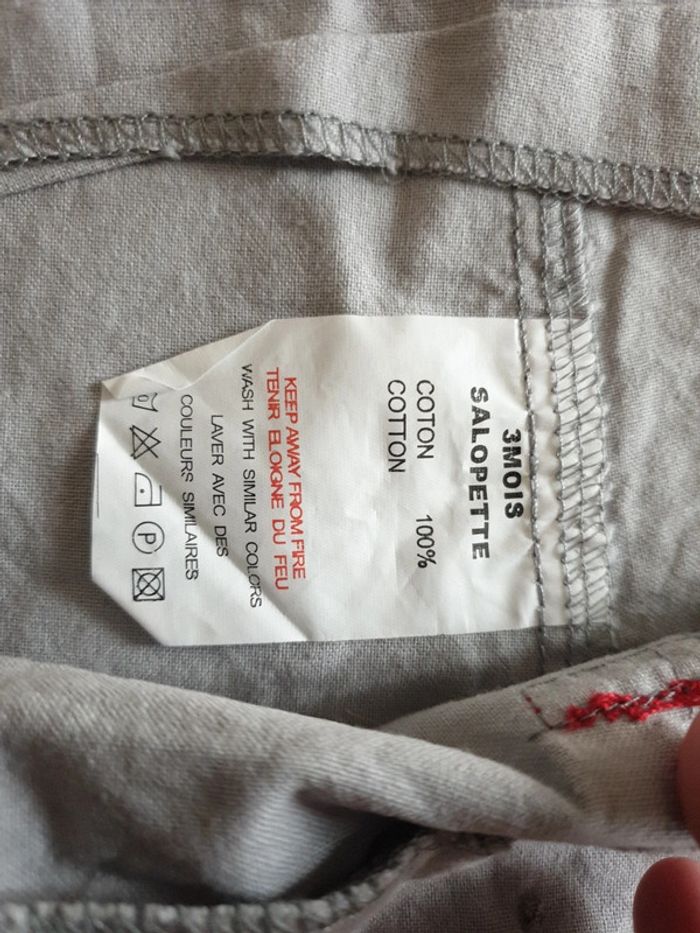 3MOIS
SALOPETTE
COTON 100%
COTTON
KEEP AWAY FROM FIRE
TENIR ELOIGNE DU FEU
WASH WITH SIMILAR COLORS
LAVER AVEC DES
COULEURS SIMILAIRES
P